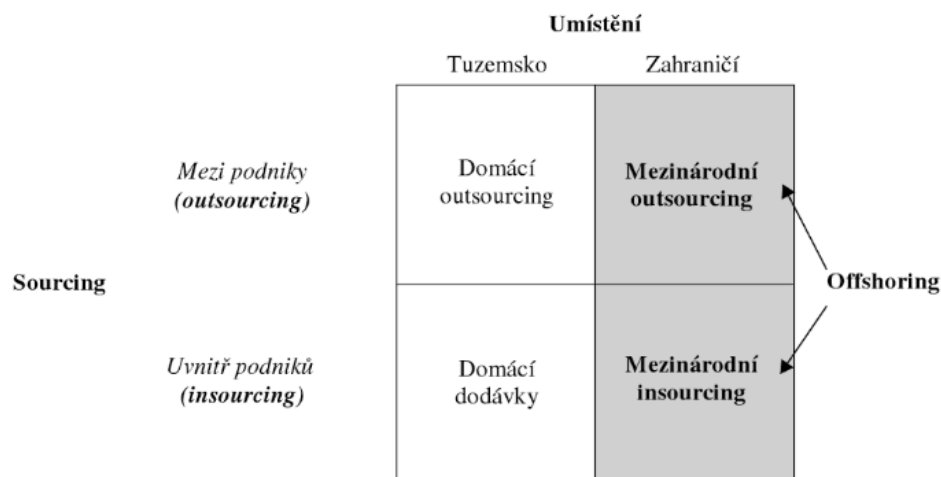 Umístění
Tuzemsko
Zahraničí
Mezi podniky
(outsourcing)
Domácí
outsourcing
Mezinárodní
outsourcing
Sourcing
Offshoring
Uvnitř podniků
(insourcing)
Domácí
dodávky
Mezinárodní
insourcing